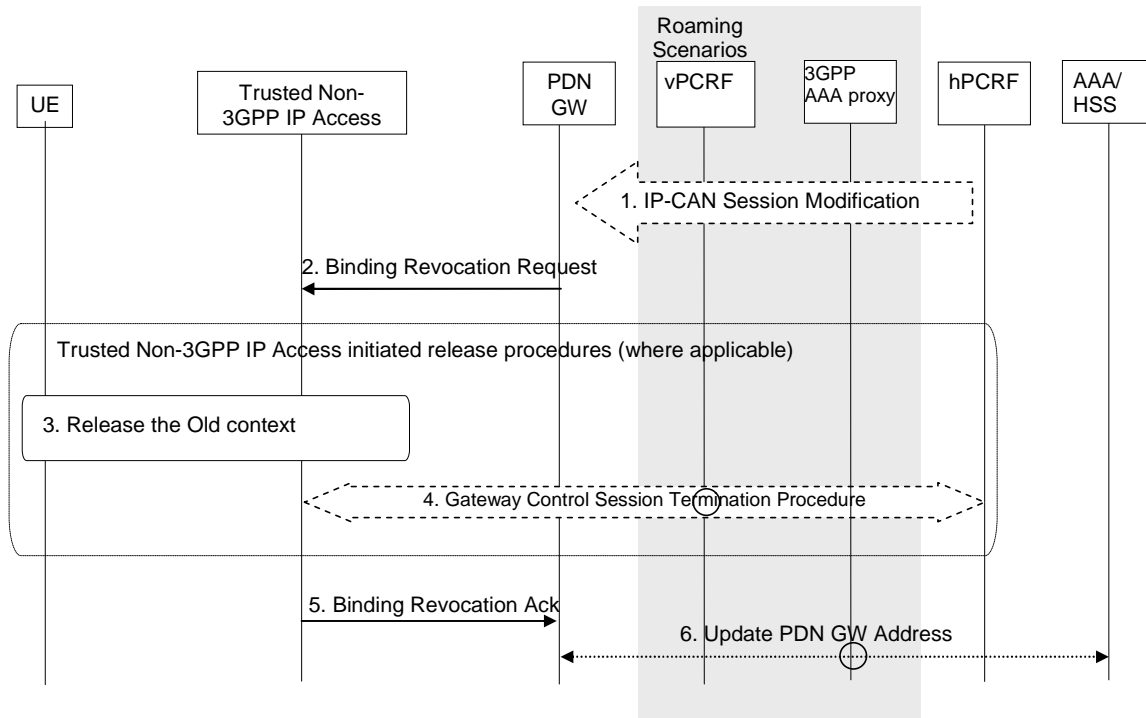 Roaming
Scenarios
UE
Trusted Non-
3GPP IP Access
PDN
GW
vPCRF
3GPP
AAA proxy
hPCRF
AAA/
HSS
1. IP-CAN Session Modification
2. Binding Revocation Request
Trusted Non-3GPP IP Access initiated release procedures (where applicable)
3. Release the Old context
4. Gateway Control Session Termination Procedure
5. Binding Revocation Ack
6. Update PDN GW Address